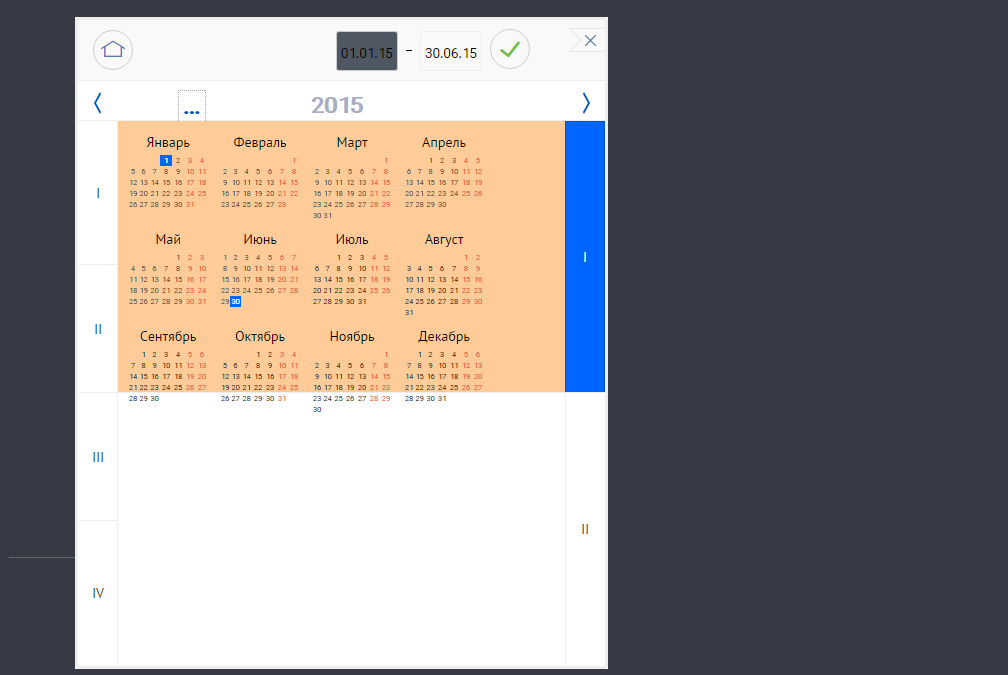 01.01.15 - 30.06.15
... 2015
Январь Февраль Март Апрель
1 2 3 4 1 1 1 2 3 4 5
5 6 7 8 9 10 11 2 3 4 5 6 7 8 2 3 4 5 6 7 8 6 7 8 9 10 11 12
12 13 14 15 16 17 18 9 10 11 12 13 14 15 9 10 11 12 13 14 15 13 14 15 16 17 18 19
I 19 20 21 22 23 24 25 16 17 18 19 20 21 22 16 17 18 19 20 21 22 20 21 22 23 24 25 26
26 27 28 29 30 31 23 24 25 26 27 28 23 24 25 26 27 28 29 27 28 29 30
30 31
Май Июнь Июль Август
1 2 3 1 2 3 4 5 6 7 1 2 3 4 5 1 2 I
4 5 6 7 8 9 10 8 9 10 11 12 13 14 6 7 8 9 10 11 12 3 4 5 6 7 8 9
11 12 13 14 15 16 17 15 16 17 18 19 20 21 13 14 15 16 17 18 19 10 11 12 13 14 15 16
18 19 20 21 22 23 24 22 23 24 25 26 27 28 20 21 22 23 24 25 26 17 18 19 20 21 22 23
25 26 27 28 29 30 31 29 30 27 28 29 30 31 24 25 26 27 28 29 30
31
II
Сентябрь Октябрь Ноябрь Декабрь
1 2 3 4 5 6 1 2 3 4 1 1 2 3 4 5 6
7 8 9 10 11 12 13 5 6 7 8 9 10 11 2 3 4 5 6 7 8 7 8 9 10 11 12 13
14 15 16 17 18 19 20 12 13 14 15 16 17 18 9 10 11 12 13 14 15 14 15 16 17 18 19 20
21 22 23 24 25 26 27 19 20 21 22 23 24 25 16 17 18 19 20 21 22 21 22 23 24 25 26 27
28 29 30 26 27 28 29 30 31 23 24 25 26 27 28 29 28 29 30 31
30
III
II
IV